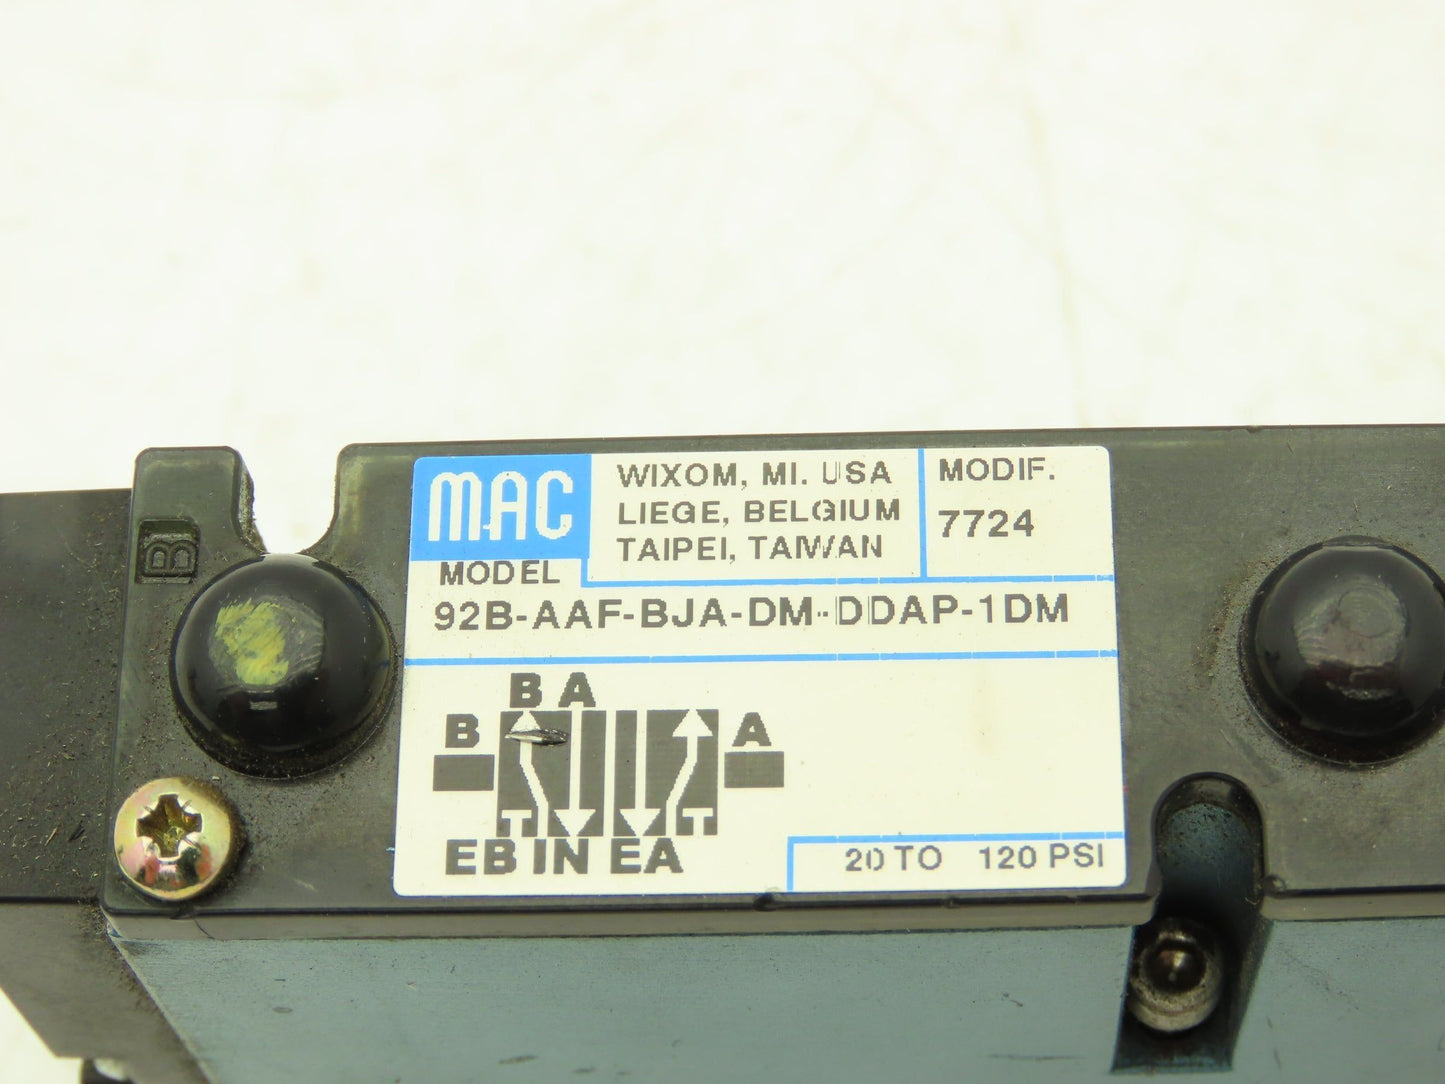 B
MAC
WIXOM, MI. USA
LIEGE, BELGIUM
TAIPEI, TAIWAN
MODIF.
7724
MODEL
92B-AAF-BJA-DM-DDAP-1DM
B A
B
A
EB IN EA
20 TO 120 PSI